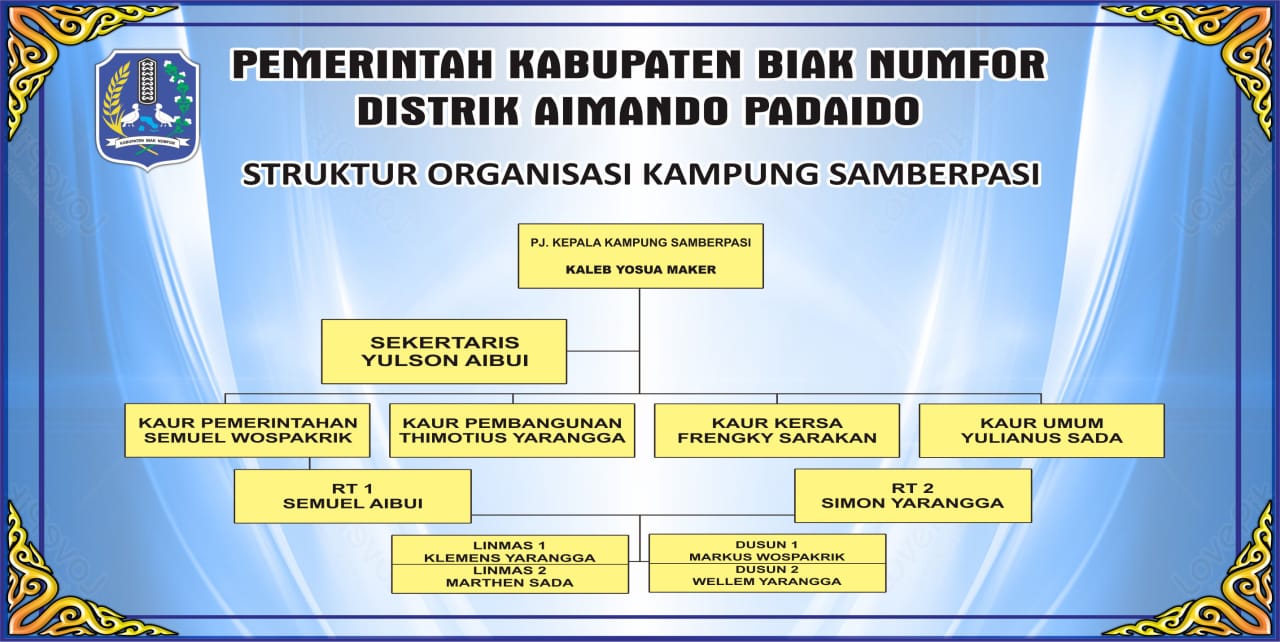 PEMERINTAH KABUPATEN BIAK NUMFOR
DISTRIK AIMANDO PADAIDO
KABUPATEN BIAK NUMFOR
STRUKTUR ORGANISASI KAMPUNG SAMBERPASI
PJ. KEPALA KAMPUNG SAMBERPASI
KALEB YOSUA MAKER
SEKERTARIS
YULSON AIBUI
KAUR PEMERINTAHAN
SEMUEL WOSPAKRIK
KAUR PEMBANGUNAN
THIMOTIUS YARANGGA
KAUR KERSA
FRENGKY SARAKAN
KAUR UMUM
YULIANUS SADA
RT 1
SEMUEL AIBUI
RT 2
SIMON YARANGGA
LINMAS 1
KLEMENS YARANGGA
LINMAS 2
MARTHEN SADA
DUSUN 1
MARKUS WOSPAKRIK
DUSUN 2
WELLEM YARANGGA